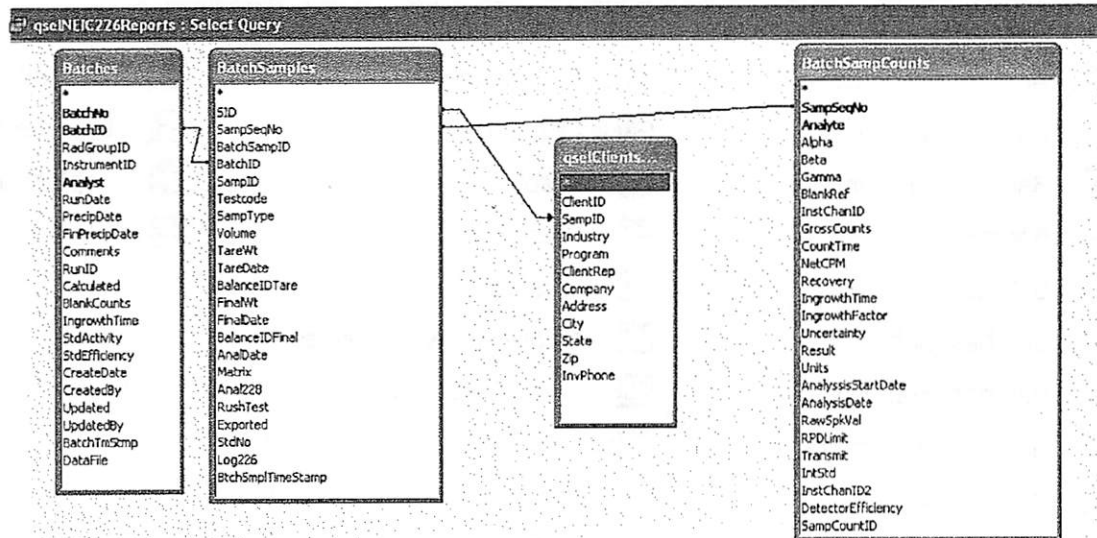 qselNEIC226Reports : Select Query
Batches
*
BatchNo
BatchID
RadGroupID
InstrumentID
Analyst
RunDate
PrecipDate
FinPrecipDate
Comments
RunID
Calculated
BlankCounts
IngrowthTime
StdActivity
StdEfficiency
CreateDate
CreatedBy
Updated
UpdatedBy
BatchTmStmp
DataFile
BatchSamples
*
SID
SampSeqNo
BatchSampID
BatchID
SampID
Testcode
SampType
Volume
TareWt
TareDate
BalanceIDTare
FinalWt
FinalDate
BalanceIDFinal
AnalDate
Matrix
Anal228
RushTest
Exported
StdNo
Log226
BtchSmplTimeStamp
qselClients...
*
ClientID
SampID
Industry
Program
ClientRep
Company
Address
City
State
Zip
InvPhone
BatchSampCounts
*
SampSeqNo
Analyte
Alpha
Beta
Gamma
BlankRef
InstChanID
GrossCounts
CountTime
NetCPM
Recovery
IngrowthTime
IngrowthFactor
Uncertainty
Result
Units
AnalyssisStartDate
AnalysisDate
RawSpkVal
RPDLimit
Transmit
IntStd
InstChanID2
DetectorEfficiency
SampCountID